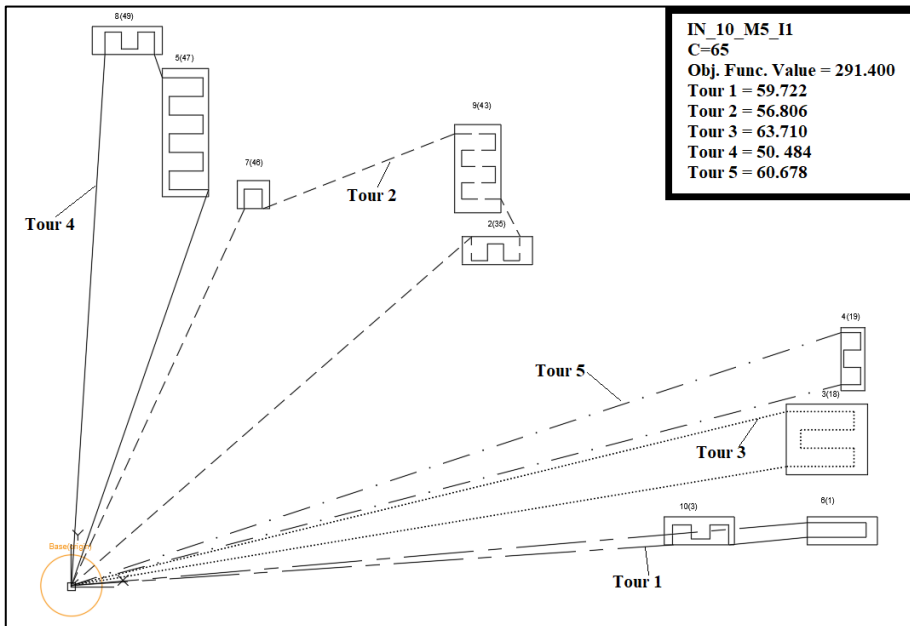 8(49)
IN_10_M5_I1
C=65
Obj. Func. Value = 291.400
Tour 1 = 59.722
Tour 2 = 56.806
Tour 3 = 63.710
Tour 4 = 50. 484
Tour 5 = 60.678
5(47)
9(43)
7(46)
Tour 2
Tour 4
2(35)
4(19)
Tour 5
3(18)
Tour 3
10(3)
6(1)
Y
X
Tour 1